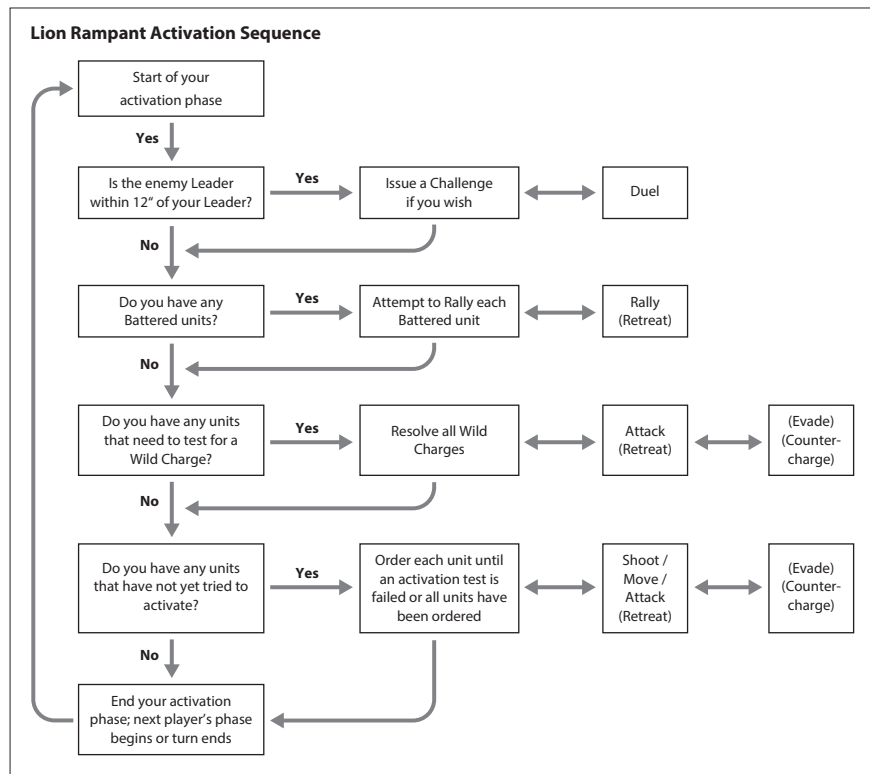 Lion Rampant Activation Sequence
Start of your
activation phase
Yes
Is the enemy Leader
within 12“ of your Leader?
Yes
Issue a Challenge
if you wish
Duel
No
Do you have any
Battered units?
Yes
Attempt to Rally each
Battered unit
Rally
(Retreat)
No
Do you have any units
that need to test for a
Wild Charge?
Yes
Resolve all Wild
Charges
Attack
(Retreat)
(Evade)
(Counter-
charge)
No
Do you have any units
that have not yet tried to
activate?
Yes
Order each unit until
an activation test is
failed or all units have
been ordered
Shoot /
Move /
Attack
(Retreat)
(Evade)
(Counter-
charge)
No
End your activation
phase; next player’s phase
begins or turn ends